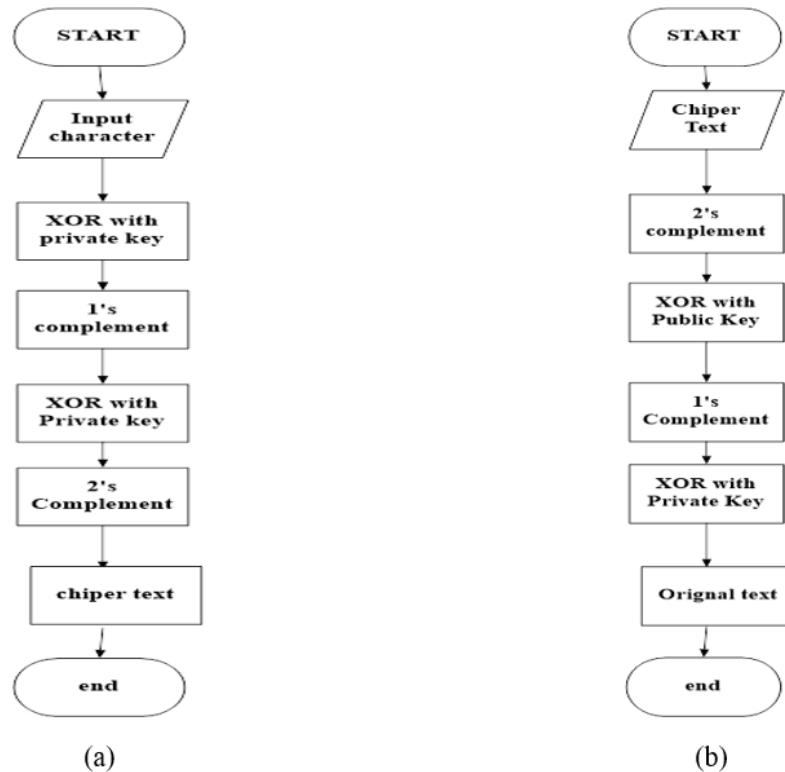 START
Input
character
XOR with
private key
1's
complement
XOR with
Private key
2's
Complement
chiper text
end
(a)
START
Chiper
Text
2's
complement
XOR with
Public Key
1's
Complement
XOR with
Private Key
Orignal text
end
(b)